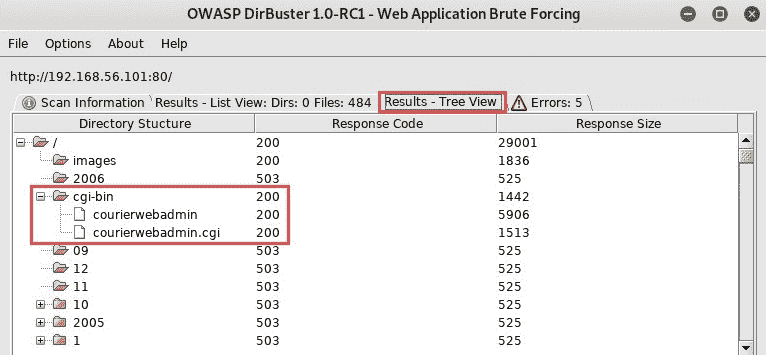 OWASP DirBuster 1.0-RC1 - Web Application Brute Forcing
File Options About Help
http://192.168.56.101:80/
Scan Information Results - List View: Dirs: 0 Files: 484 Results - Tree View Errors: 5
Directory Stucture Response Code Response Size
/ 200 29001
images 200 1836
2006 503 525
cgi-bin 200 1442
courierwebadmin 200 5906
courierwebadmin.cgi 200 1513
09 503 525
12 503 525
11 503 525
10 503 525
2005 503 525
1 503 525